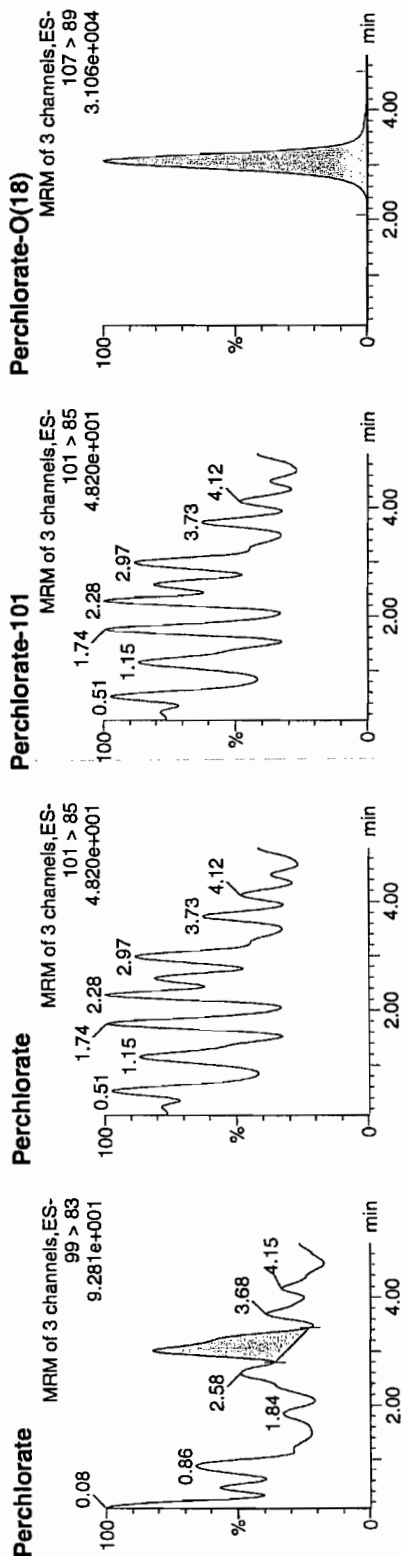 Perchlorate
MRM of 3 channels,ES-
99 > 83
9.281e+001
100
0.08
0.86
1.84
2.58
3.68
4.15
%
0
2.00
4.00
min
Perchlorate
MRM of 3 channels,ES-
101 > 85
4.820e+001
100
0.51
1.15
1.74
2.28
2.97
3.73
4.12
%
0
2.00
4.00
min
Perchlorate-101
MRM of 3 channels,ES-
101 > 85
4.820e+001
100
0.51
1.15
1.74
2.28
2.97
3.73
4.12
%
0
2.00
4.00
min
Perchlorate-O(18)
MRM of 3 channels,ES-
107 > 89
3.106e+004
100
%
0
2.00
4.00
min